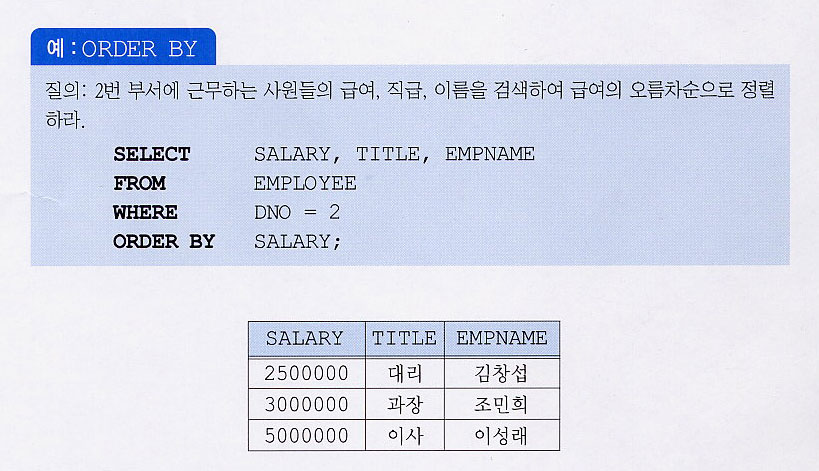 예 : ORDER BY
질의: 2번 부서에 근무하는 사원들의 급여, 직급, 이름을 검색하여 급여의 오름차순으로 정렬
하라.
SELECT SALARY, TITLE, EMPNAME
FROM EMPLOYEE
WHERE DNO = 2
ORDER BY SALARY;
SALARY TITLE EMPNAME
2500000 대리 김창섭
3000000 과장 조민희
5000000 이사 이성래